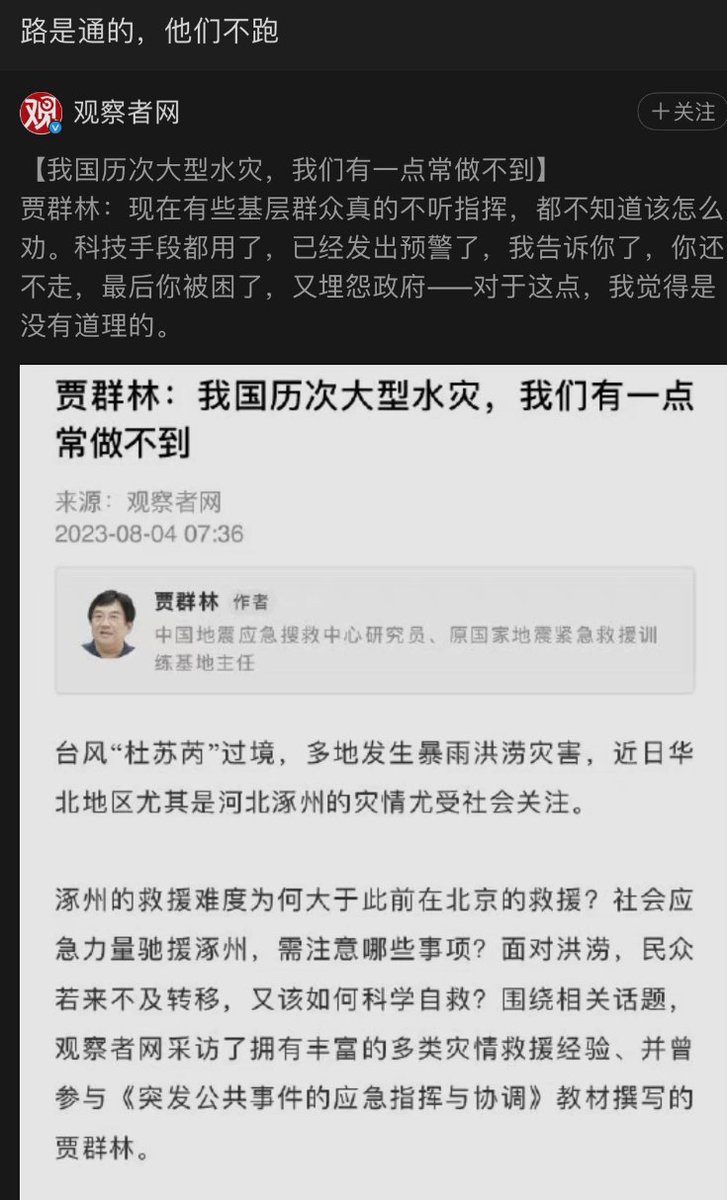 路是通的，他们不跑
观
观察者网
+关注
【我国历次大型水灾，我们有一点常做不到】
贾群林：现在有些基层群众真的不听指挥，都不知道该怎么
劝。科技手段都用了，已经发出预警了，我告诉你了，你还
不走，最后你被困了，又埋怨政府——对于这点，我觉得是
没有道理的。
贾群林：我国历次大型水灾，我们有一点
常做不到
来源：观察者网
2023-08-04 07:36
贾群林 作者
中国地震应急搜救中心研究员、原国家地震紧急救援训
练基地主任
台风“杜苏芮”过境，多地发生暴雨洪涝灾害，近日华
北地区尤其是河北涿州的灾情尤受社会关注。
涿州的救援难度为何大于此前在北京的救援？社会应
急力量驰援涿州，需注意哪些事项？面对洪涝，民众
若来不及转移，又该如何科学自救？围绕相关话题，
观察者网采访了拥有丰富的多类灾情救援经验、并曾
参与《突发公共事件的应急指挥与协调》教材撰写的
贾群林。